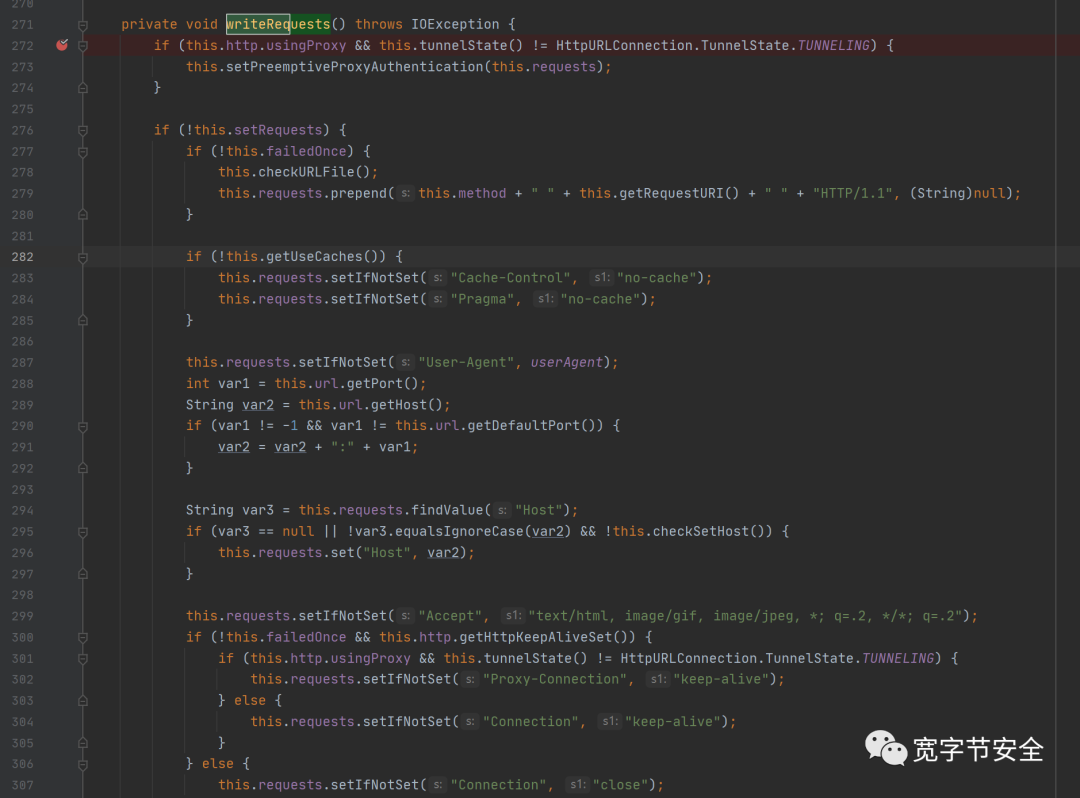 270
271 private void writeRequests() throws IOException {
272 if (this.http.usingProxy && this.tunnelState() != HttpURLConnection.TunnelState.TUNNELING) {
273 this.setPreemptiveProxyAuthentication(this.requests);
274 }
275
276 if (!this.setRequests) {
277 if (!this.failedOnce) {
278 this.checkURLFile();
279 this.requests.prepend( s: this.method + " " + this.getRequestURI() + " " + "HTTP/1.1", (String)null);
280 }
281
282 if (!this.getUseCaches()) {
283 this.requests.setIfNotSet( s: "Cache-Control", s1: "no-cache");
284 this.requests.setIfNotSet( s: "Pragma", s1: "no-cache");
285 }
286
287 this.requests.setIfNotSet( s: "User-Agent", userAgent);
288 int var1 = this.url.getPort();
289 String var2 = this.url.getHost();
290 if (var1 != -1 && var1 != this.url.getDefaultPort()) {
291 var2 = var2 + ":" + var1;
292 }
293
294 String var3 = this.requests.findValue( s: "Host");
295 if (var3 == null || !var3.equalsIgnoreCase(var2) && !this.checkSetHost()) {
296 this.requests.set("Host", var2);
297 }
298
299 this.requests.setIfNotSet( s: "Accept", s1: "text/html, image/gif, image/jpeg, *; q=.2, */*; q=.2");
300 if (!this.failedOnce && this.http.getHttpKeepAliveSet()) {
301 if (this.http.usingProxy && this.tunnelState() != HttpURLConnection.TunnelState.TUNNELING) {
302 this.requests.setIfNotSet( s: "Proxy-Connection", s1: "keep-alive");
303 } else {
304 this.requests.setIfNotSet( s: "Connection", s1: "keep-alive");
305 }
306 } else {
307 this.requests.setIfNotSet( s: "Connection", s1: "close");
宽字节安全